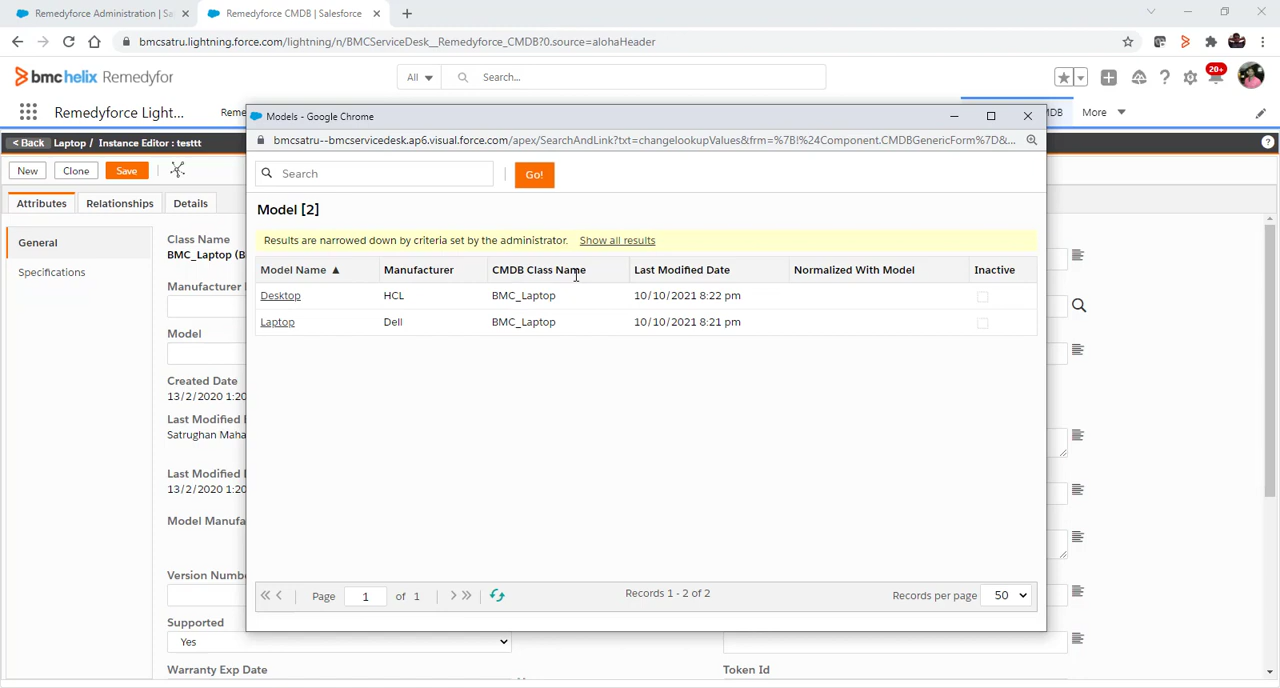 Remedyforce Administration | Sa
Remedyforce CMDB | Salesforce
bmcsatru.lightning.force.com/lightning/n/BMCServiceDesk__Remedyforce_CMDB?0.source=alohaHeader
bmc helix Remedyfor
All
Search...
20+
Remedyforce Lightn...
Reme
DB
More
< Back Laptop / Instance Editor : testtt
New
Clone
Save
Attributes
Relationships
Details
General
Specifications
Class Name
BMC_Laptop (B
Manufacturer
Model
Created Date
13/2/2020 1:20
Last Modified
Satrughan Maha
Last Modified
13/2/2020 1:20
Model Manufa
Version Numbe
Supported
Yes
Warranty Exp Date
Token Id
Models - Google Chrome
bmcsatru--bmcservicedesk.ap6.visual.force.com/apex/SearchAndLink?txt=changelookupValues&frm=%7B!%24Component.CMDBGenericForm%7D&...
Search
Go!
Model [2]
Results are narrowed down by criteria set by the administrator. Show all results
Model Name ▲ Manufacturer CMDB Class Name Last Modified Date Normalized With Model Inactive
Desktop HCL BMC_Laptop 10/10/2021 8:22 pm
Laptop Dell BMC_Laptop 10/10/2021 8:21 pm
Page 1 of 1
Records 1 - 2 of 2
Records per page 50